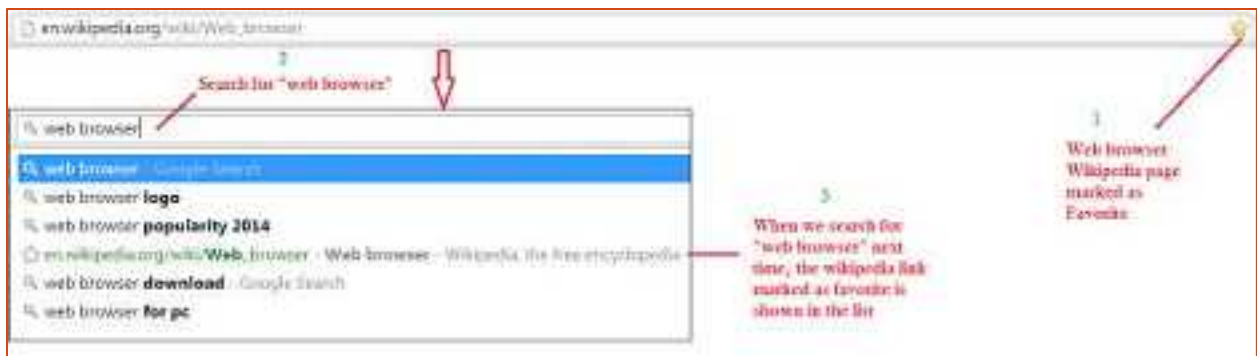 en.wikipedia.org/wiki/Web_browser
2
Search for "web browser"
web browser
web browser - Google Search
web browser logo
web browser popularity 2014
en.wikipedia.org/wiki/Web_browser - Web browser - Wikipedia, the free encyclopedia
web browser download - Google Search
web browser for pc
3
When we search for
"web browser" next
time, the wikipedia link
marked as favorite is
shown in the list
1
Web browser
Wikipedia page
marked as
Favorite